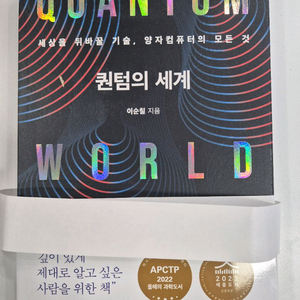 QUANTUM
세상을 뒤바꿀 기술, 양자컴퓨터의 모든 것
퀀텀의 세계
이순칠 지음
WORLD
깊이 있게
제대로 알고 싶은
사람을 위한 책"
APCTP
2022
올해의 과학도서
2022